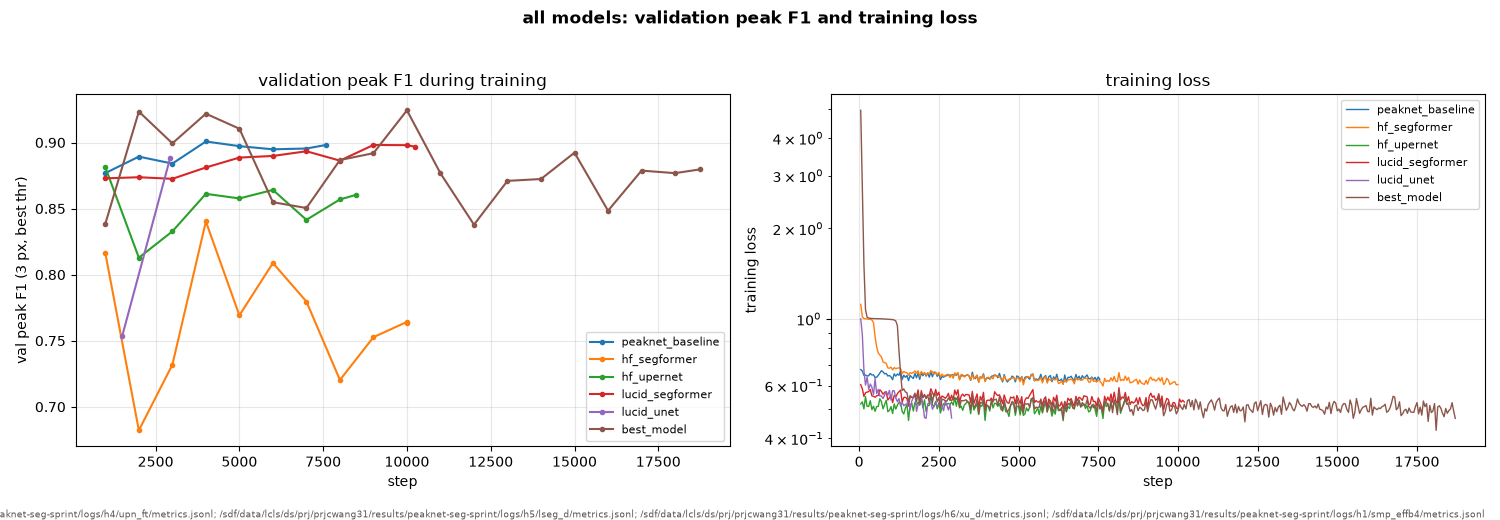 all models: validation peak F1 and training loss
validation peak F1 during training
val peak F1 (3 px, best thr)
0.90
0.85
0.80
0.75
0.70
2500
5000
7500
10000
12500
15000
17500
step
peaknet_baseline
hf_segformer
hf_upernet
lucid_segformer
lucid_unet
best_model
training loss
training loss
4 × 10⁰
3 × 10⁰
2 × 10⁰
10⁰
6 × 10⁻¹
4 × 10⁻¹
0
2500
5000
7500
10000
12500
15000
17500
step
peaknet_baseline
hf_segformer
hf_upernet
lucid_segformer
lucid_unet
best_model
aknet-seg-sprint/logs/h4/upn_ft/metrics.jsonl; /sdf/data/lcls/ds/prj/prjcwang31/results/peaknet-seg-sprint/logs/h5/lseg_d/metrics.jsonl; /sdf/data/lcls/ds/prj/prjcwang31/results/peaknet-seg-sprint/logs/h6/xu_d/metrics.jsonl; /sdf/data/lcls/ds/prj/prjcwang31/results/peaknet-seg-sprint/logs/h1/smp_effb4/metrics.jsonl